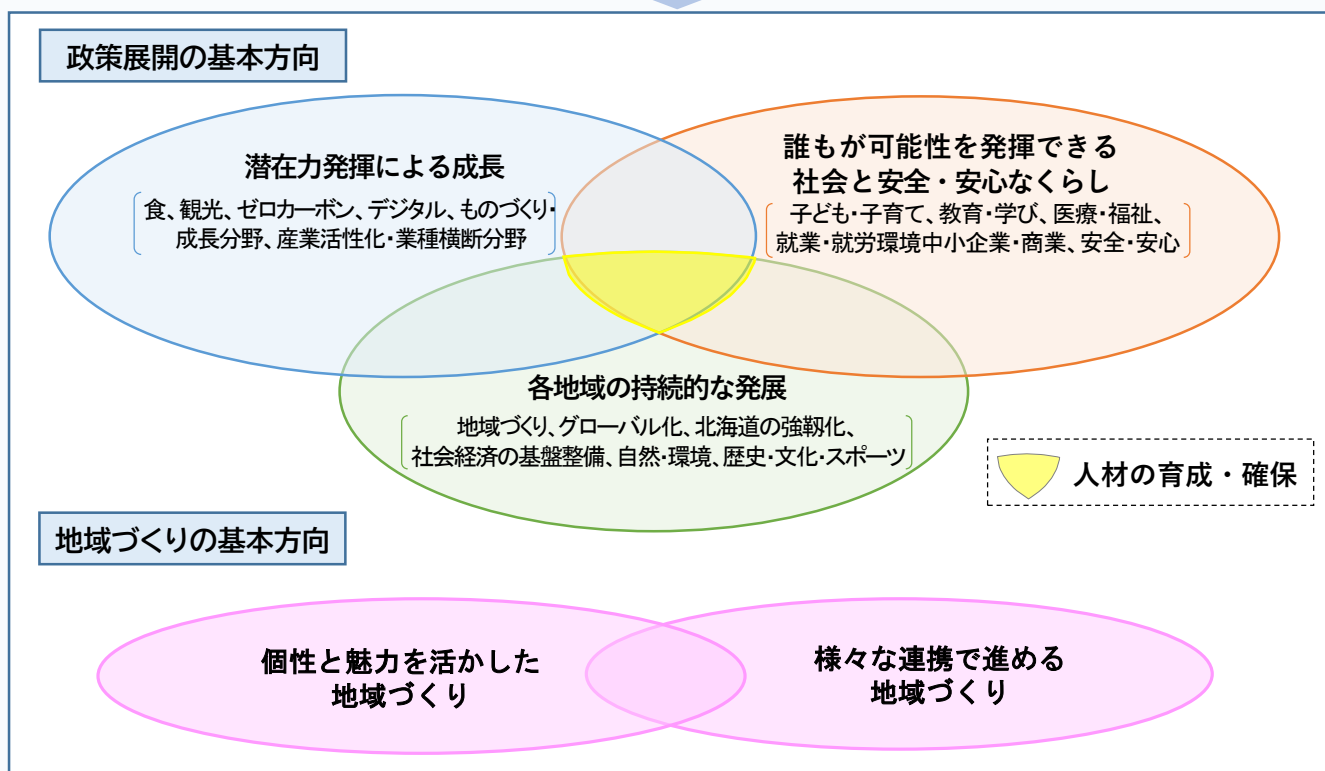 政策展開の基本方向
潜在力発揮による成長
食、観光、ゼロカーボン、デジタル、ものづくり・
成長分野、産業活性化・業種横断分野
誰もが可能性を発揮できる
社会と安全・安心なくらし
子ども・子育て、教育・学び、医療・福祉、
就業・就労環境中小企業・商業、安全・安心
各地域の持続的な発展
地域づくり、グローバル化、北海道の強靱化、
社会経済の基盤整備、自然・環境、歴史・文化・スポーツ
人材の育成・確保
地域づくりの基本方向
個性と魅力を活かした
地域づくり
様々な連携で進める
地域づくり